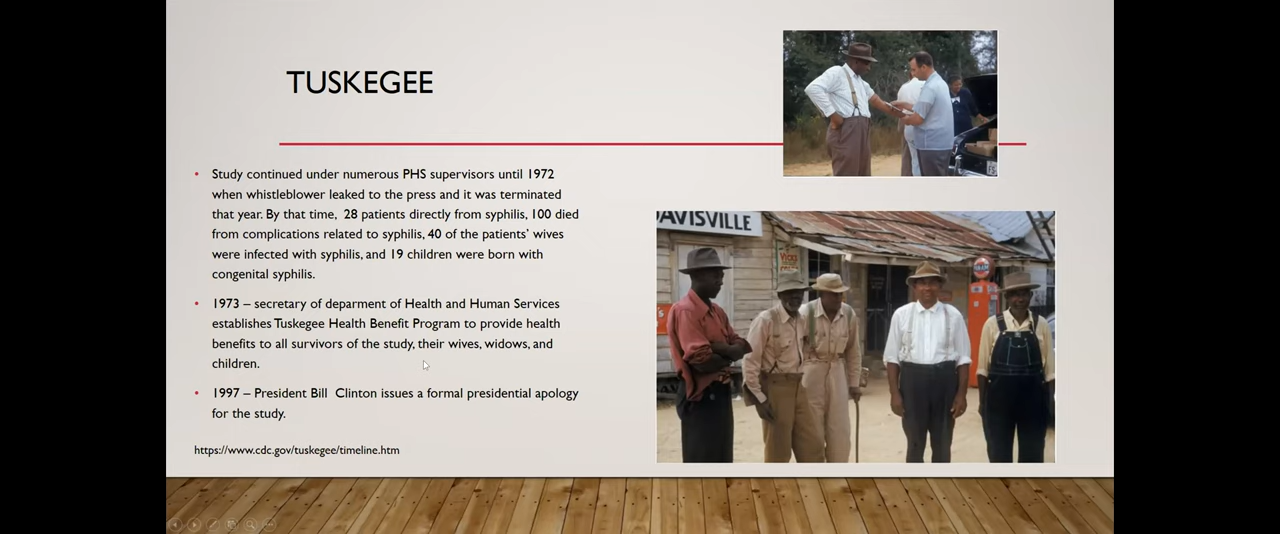 TUSKEGEE
• Study continued under numerous PHS supervisors until 1972
when whistleblower leaked to the press and it was terminated
that year. By that time, 28 patients directly from syphilis, 100 died
from complications related to syphilis, 40 of the patients’ wives
were infected with syphilis, and 19 children were born with
congenital syphilis.
• 1973 – secretary of deparment of Health and Human Services
establishes Tuskegee Health Benefit Program to provide health
benefits to all survivors of the study, their wives, widows, and
children.
• 1997 – President Bill Clinton issues a formal presidential apology
for the study.
https://www.cdc.gov/tuskegee/timeline.htm
AVISVILLE
VICKS